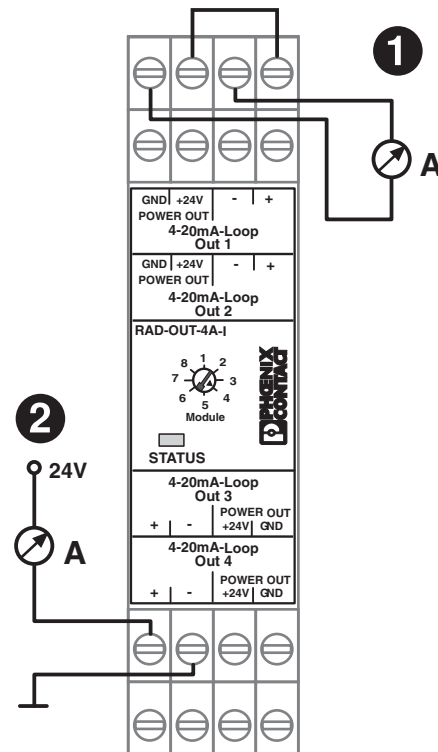 1
A
GND +24V - +
POWER OUT
4-20mA-Loop
Out 1
GND +24V - +
POWER OUT
4-20mA-Loop
Out 2
RAD-OUT-4A-I
1
8 2
7 3
6 4
5
Module
PHŒNIX
CONTACT
STATUS
2
24V
A
4-20mA-Loop
Out 3
POWER OUT
+ - +24V GND
4-20mA-Loop
Out 4
POWER OUT
+ - +24V GND